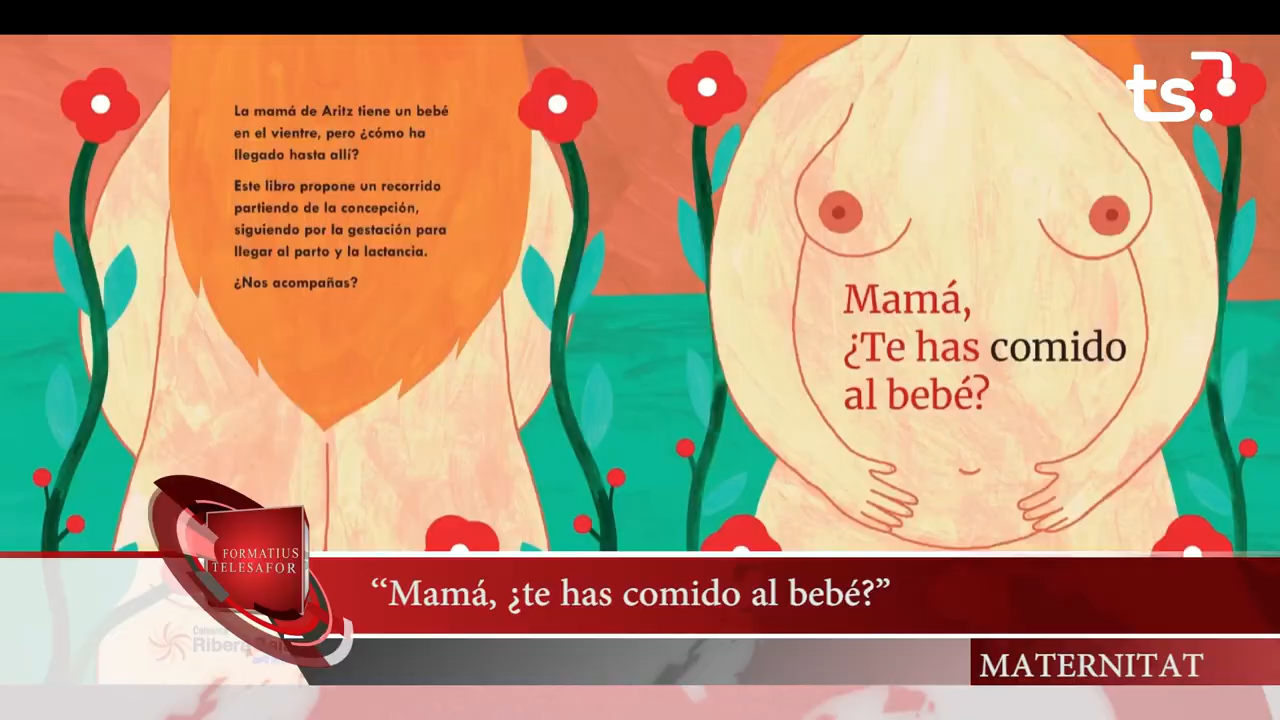 La mamá de Aritz tiene un bebé
en el vientre, pero ¿cómo ha
llegado hasta allí?
Este libro propone un recorrido
partiendo de la concepción,
siguiendo por la gestación para
llegar al parto y la lactancia.
¿Nos acompañas?
ts.
Mamá,
¿Te has comido
al bebé?
FORMATIUS
TELESAFOR
“Mamá, ¿te has comido al bebé?”
MATERNITAT